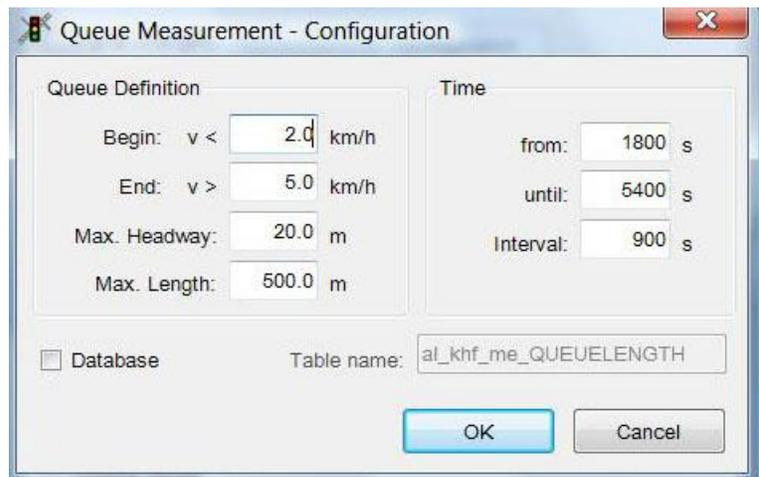 Queue Measurement - Configuration
Queue Definition
Begin: v < 2.0 km/h
End: v > 5.0 km/h
Max. Headway: 20.0 m
Max. Length: 500.0 m
Time
from: 1800 s
until: 5400 s
Interval: 900 s
Database
Table name: al_khf_me_QUEUELENGTH
OK Cancel